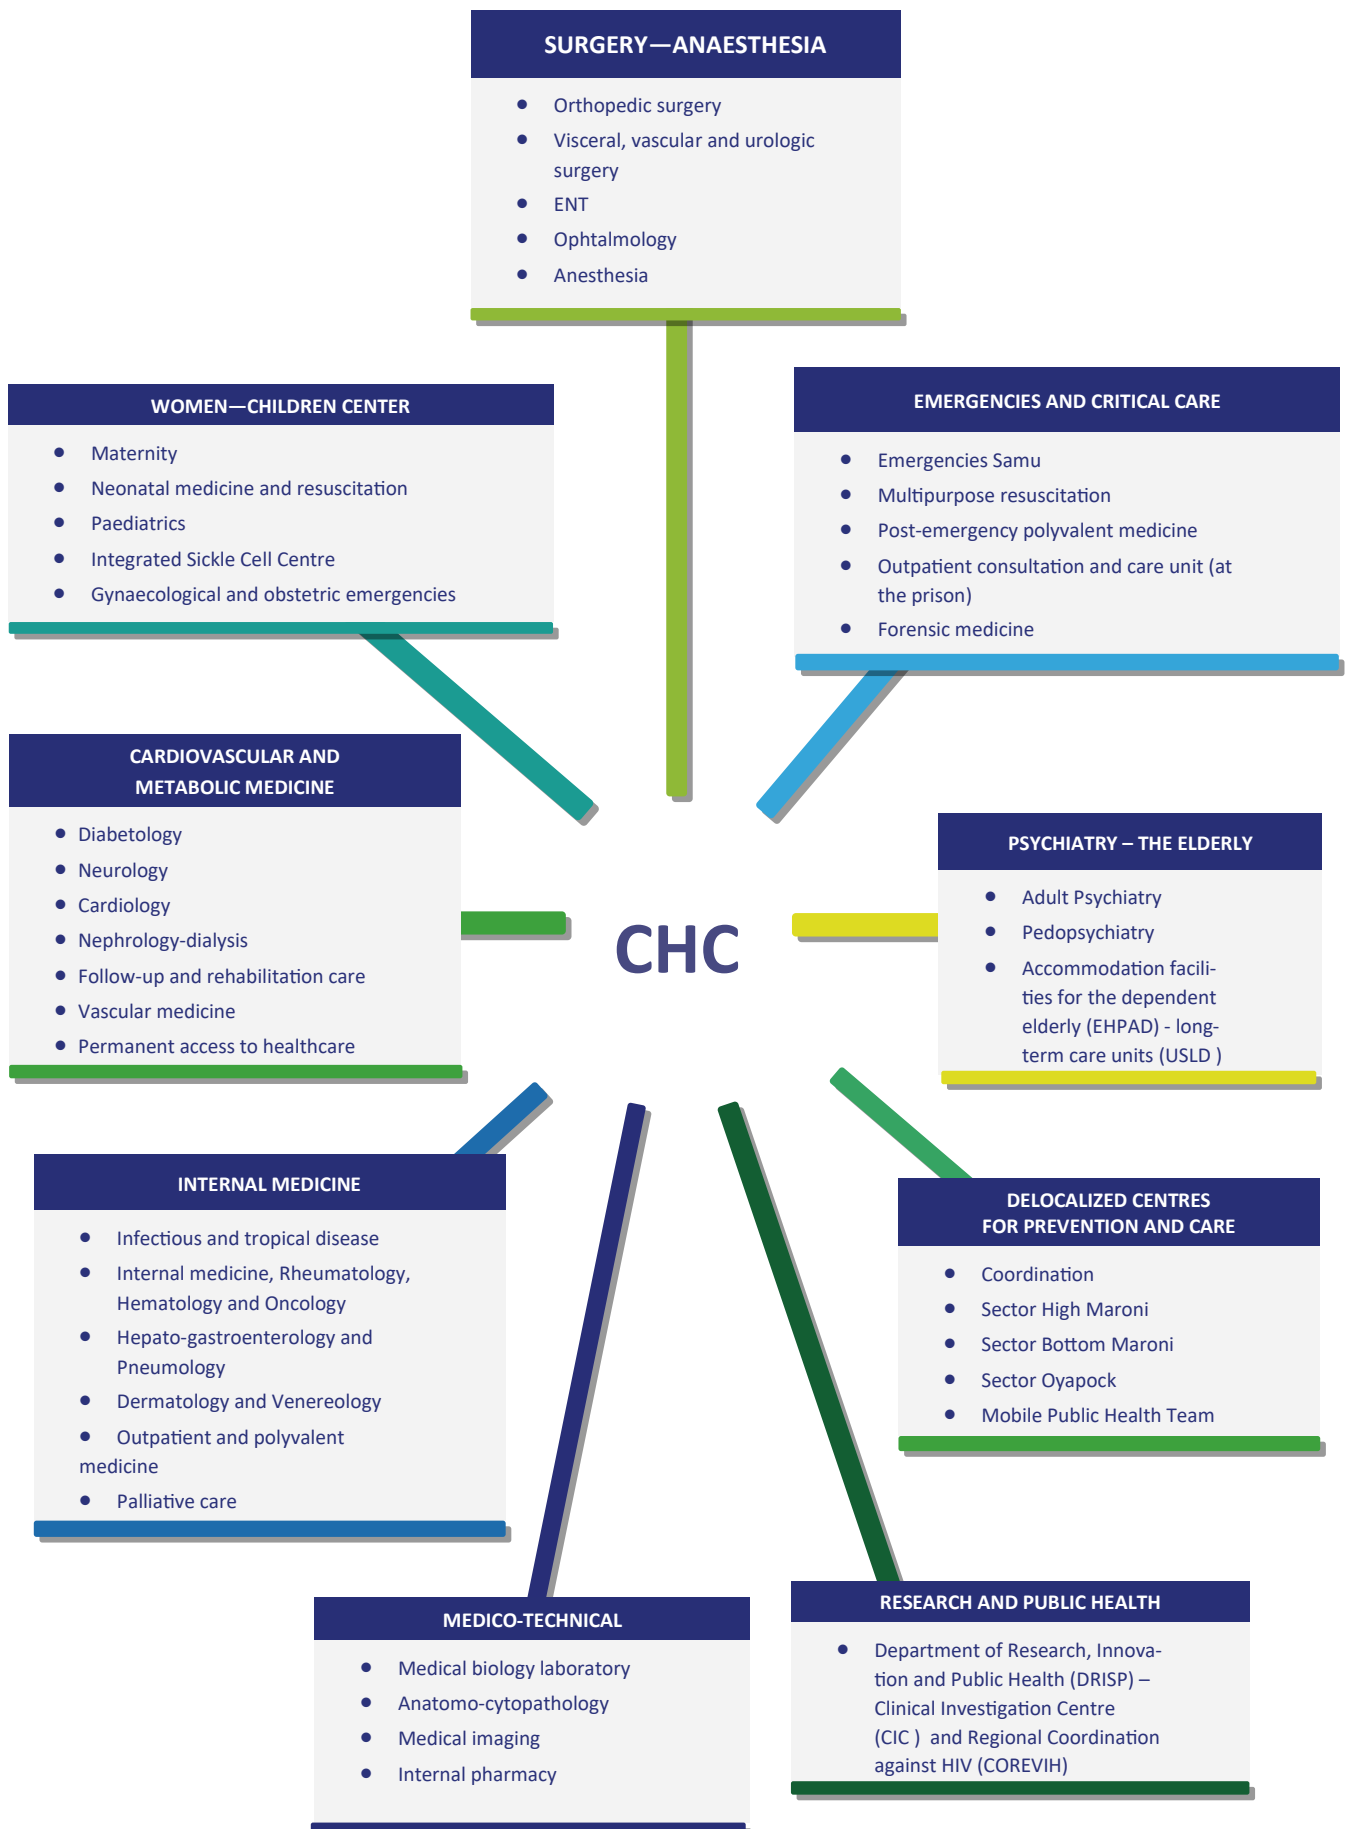 SURGERY—ANAESTHESIA
• Orthopedic surgery
• Visceral, vascular and urologic
surgery
• ENT
• Ophtalmology
• Anesthesia
WOMEN—CHILDREN CENTER
• Maternity
• Neonatal medicine and resuscitation
• Paediatrics
• Integrated Sickle Cell Centre
• Gynaecological and obstetric emergencies
EMERGENCIES AND CRITICAL CARE
• Emergencies Samu
• Multipurpose resuscitation
• Post-emergency polyvalent medicine
• Outpatient consultation and care unit (at
the prison)
• Forensic medicine
CARDIOVASCULAR AND
METABOLIC MEDICINE
• Diabetology
• Neurology
• Cardiology
• Nephrology-dialysis
• Follow-up and rehabilitation care
• Vascular medicine
• Permanent access to healthcare
CHC
PSYCHIATRY – THE ELDERLY
• Adult Psychiatry
• Pedopsychiatry
• Accommodation facili-
ties for the dependent
elderly (EHPAD) - long-
term care units (USLD )
INTERNAL MEDICINE
• Infectious and tropical disease
• Internal medicine, Rheumatology,
Hematology and Oncology
• Hepato-gastroenterology and
Pneumology
• Dermatology and Venereology
• Outpatient and polyvalent
medicine
• Palliative care
DELOCALIZED CENTRES
FOR PREVENTION AND CARE
• Coordination
• Sector High Maroni
• Sector Bottom Maroni
• Sector Oyapock
• Mobile Public Health Team
MEDICO-TECHNICAL
• Medical biology laboratory
• Anatomo-cytopathology
• Medical imaging
• Internal pharmacy
RESEARCH AND PUBLIC HEALTH
• Department of Research, Innova-
tion and Public Health (DRISP) –
Clinical Investigation Centre
(CIC ) and Regional Coordination
against HIV (COREVIH)